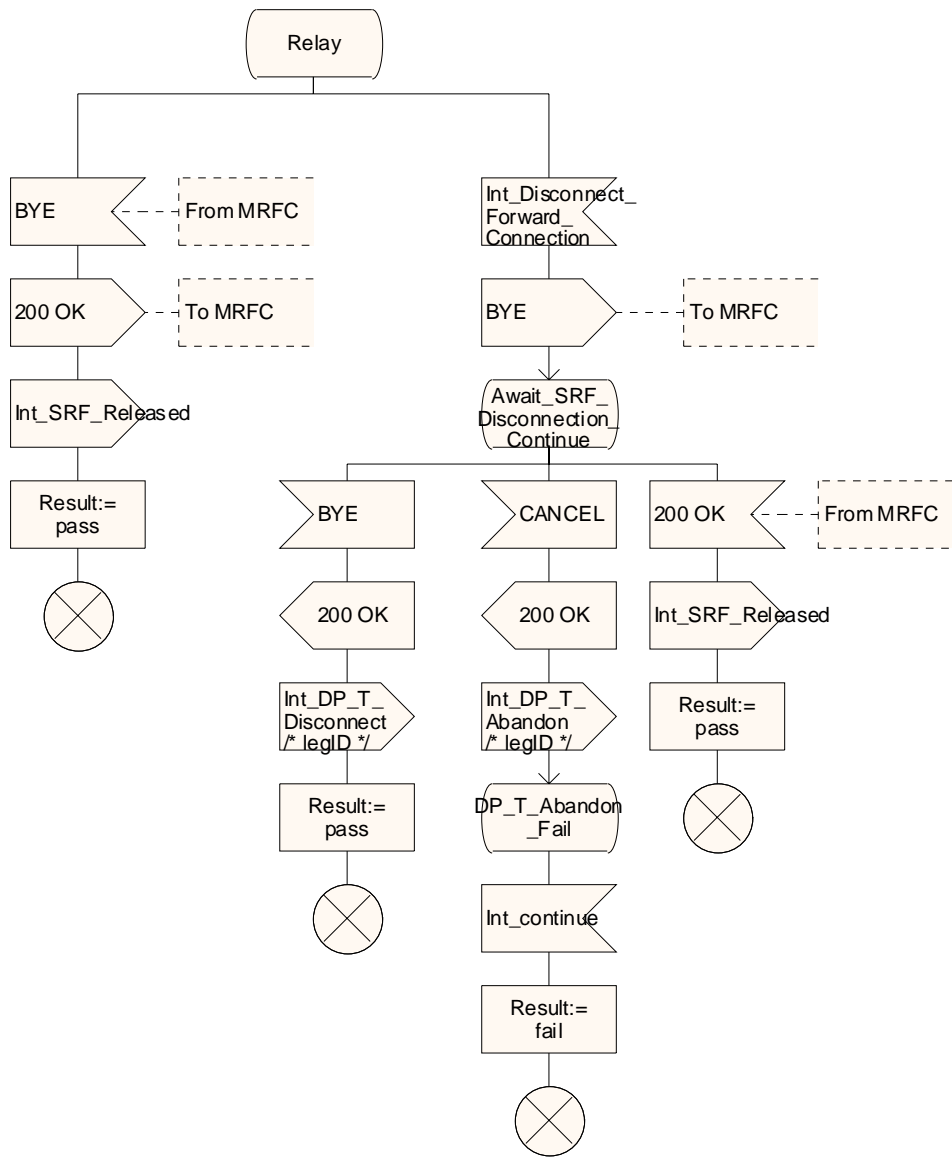 Relay
BYE
From MRFC
Int_Disconnect_
Forward_
Connection
200 OK
To MRFC
BYE
To MRFC
Int_SRF_Released
Await_SRF_
Disconnection_
Continue
Result:=
pass
BYE
CANCEL
200 OK
From MRFC
200 OK
200 OK
Int_SRF_Released
Int_DP_T_
Disconnect
/* legID */
Int_DP_T_
Abandon
/* legID */
Result:=
pass
Result:=
pass
DP_T_Abandon
_Fail
Int_continue
Result:=
fail